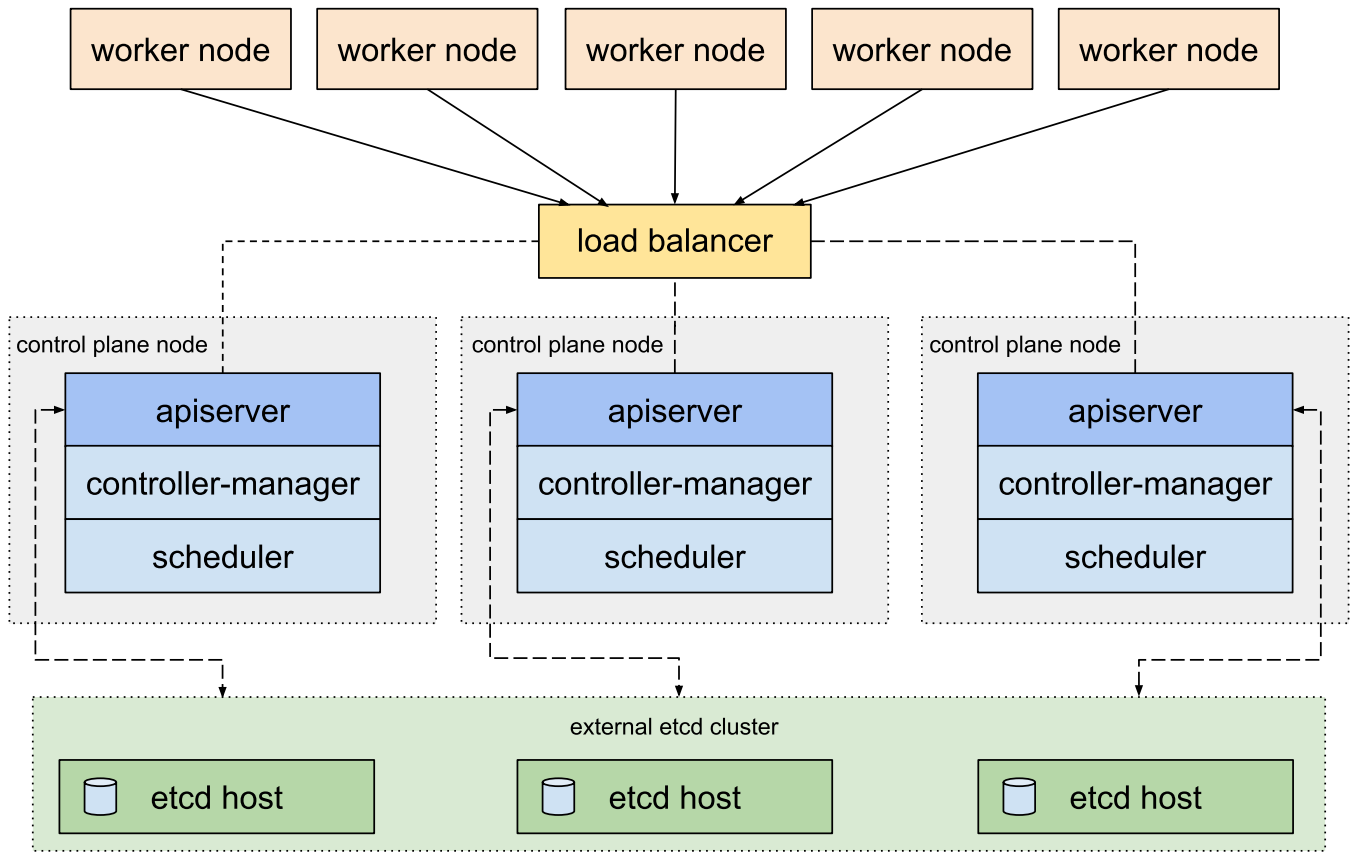 worker node
worker node
worker node
worker node
worker node
load balancer
control plane node
control plane node
control plane node
apiserver
apiserver
apiserver
controller-manager
controller-manager
controller-manager
scheduler
scheduler
scheduler
external etcd cluster
etcd host
etcd host
etcd host